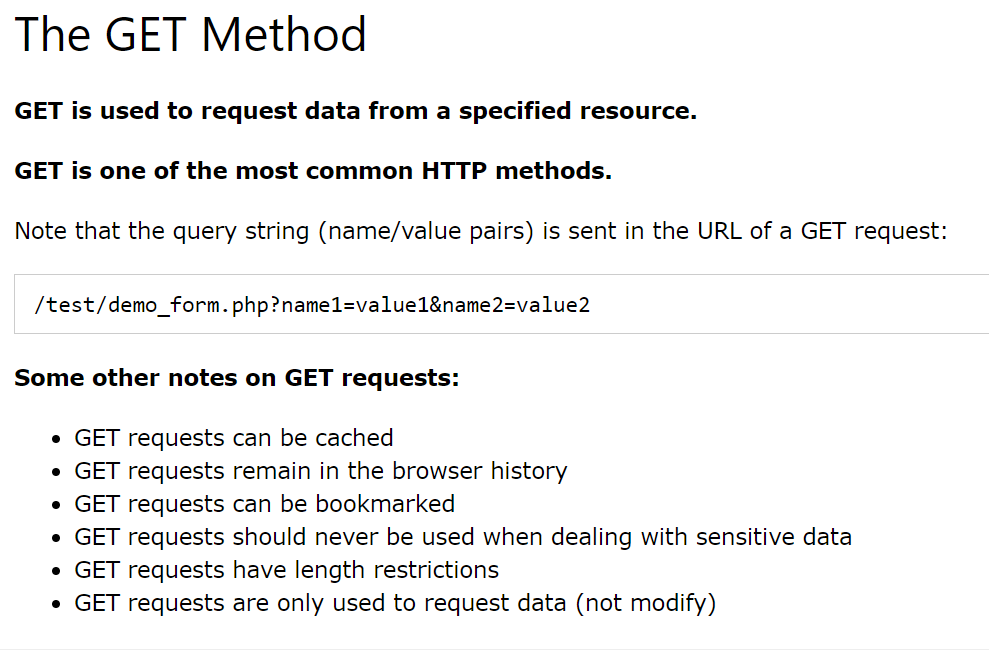 The GET Method
GET is used to request data from a specified resource.
GET is one of the most common HTTP methods.
Note that the query string (name/value pairs) is sent in the URL of a GET request:
/test/demo_form.php?name1=value1&name2=value2
Some other notes on GET requests:
• GET requests can be cached
• GET requests remain in the browser history
• GET requests can be bookmarked
• GET requests should never be used when dealing with sensitive data
• GET requests have length restrictions
• GET requests are only used to request data (not modify)